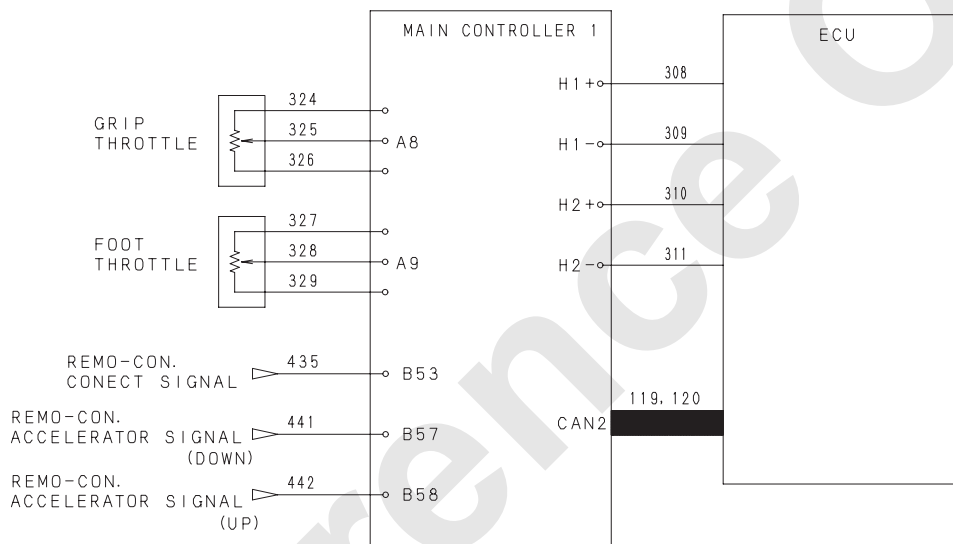 MAIN CONTROLLER 1
ECU
GRIP
THROTTLE
324
325
326
A8
FOOT
THROTTLE
327
328
329
A9
REMO-CON.
CONECT SIGNAL
435
B53
REMO-CON.
ACCELERATOR SIGNAL
(DOWN)
441
B57
REMO-CON.
ACCELERATOR SIGNAL
(UP)
442
B58
H1+
308
H1-
309
H2+
310
H2-
311
CAN2
119, 120